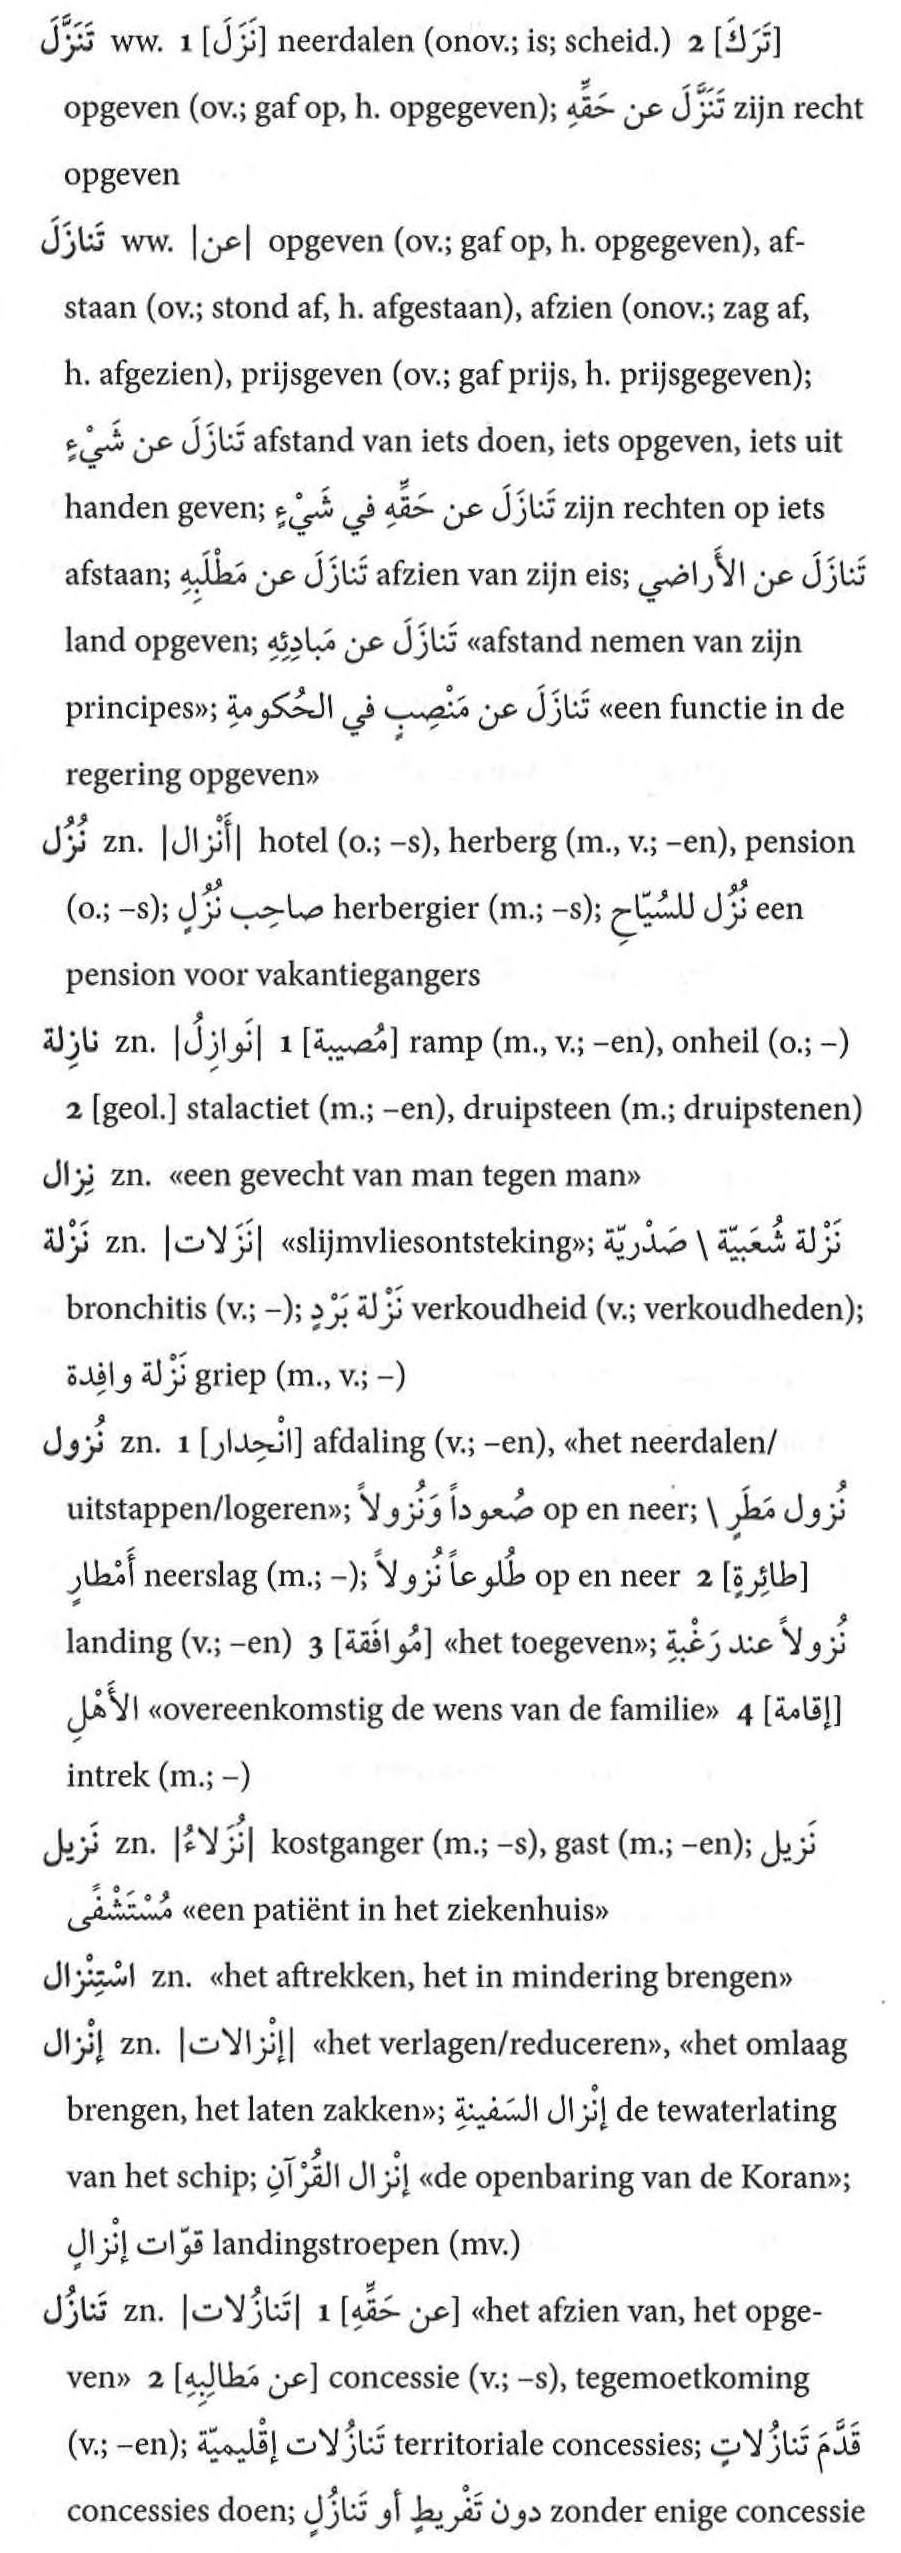 تَنَزَّلَ ww. 1 [نَزَلَ] neerdalen (onov.; is; scheid.) 2 [تَرَكَ]
opgeven (ov.; gaf op, h. opgegeven); تَنَزَّلَ عن حَقِّهِ zijn recht
opgeven
تَنازَلَ ww. |عن| opgeven (ov.; gaf op, h. opgegeven), af-
staan (ov.; stond af, h. afgestaan), afzien (onov.; zag af,
h. afgezien), prijsgeven (ov.; gaf prijs, h. prijsgegeven);
تَنازَلَ عن شَيْءٍ afstand van iets doen, iets opgeven, iets uit
handen geven; تَنازَلَ عن حَقِّهِ في شَيْءٍ zijn rechten op iets
afstaan; تَنازَلَ عن مَطْلَبِهِ afzien van zijn eis; تَنازَلَ عن الأَراضي
land opgeven; تَنازَلَ عن مَبادِئِهِ «afstand nemen van zijn
principes»; تَنازَلَ عن مَنْصِبٍ في الحُكومةِ «een functie in de
regering opgeven»
نُزُل zn. |أَنْزال| hotel (o.; –s), herberg (m., v.; –en), pension
(o.; –s); صاحِب نُزُلٍ herbergier (m.; –s); نُزُل للسُيّاحِ een
pension voor vakantiegangers
نازِلة zn. |نَوازِلُ| 1 [مُصيبة] ramp (m., v.; –en), onheil (o.; –)
2 [geol.] stalactiet (m.; –en), druipsteen (m.; druipstenen)
نِزال zn. «een gevecht van man tegen man»
نَزْلة zn. |نَزَلات| «slijmvliesontsteking»; نَزْلة شُعَبيّة \ صَدْريّة
bronchitis (v.; –); نَزْلة بَرْدٍ verkoudheid (v.; verkoudheden);
نَزْلة وافِدة griep (m., v.; –)
نُزول zn. 1 [انْحِدار] afdaling (v.; –en), «het neerdalen/
uitstappen/logeren»; صُعوداً وَنُزولاً op en neer; نُزول مَطَرٍ \
أَمْطارٍ neerslag (m.; –); طُلوعاً نُزولاً op en neer 2 [طائِرةٍ]
landing (v.; –en) 3 [مُوافَقة] «het toegeven»; نُزولاً عند رَغْبةِ
الأَهْلِ «overeenkomstig de wens van de familie» 4 [إقامة]
intrek (m.; –)
نَزيل zn. |نُزَلاءُ| kostganger (m.; –s), gast (m.; –en); نَزيل
مُسْتَشْفًى «een patiënt in het ziekenhuis»
اسْتِنْزال zn. «het aftrekken, het in mindering brengen»
إنْزال zn. |إنْزالات| «het verlagen/reduceren», «het omlaag
brengen, het laten zakken»; إنْزال السَفينةِ de tewaterlating
van het schip; إنْزال القُرْآنِ «de openbaring van de Koran»;
قوّات إنْزالٍ landingstroepen (mv.)
تَنازُل zn. |تَنازُلات| 1 [عن حَقِّهِ] «het afzien van, het opge-
ven» 2 [عن مَطالِبِهِ] concessie (v.; –s), tegemoetkoming
(v.; –en); تَنازُلات إقْليميّة territoriale concessies; قَدَّمَ تَنازُلاتٍ
concessies doen; دون تَفْريطٍ أو تَنازُلٍ zonder enige concessie